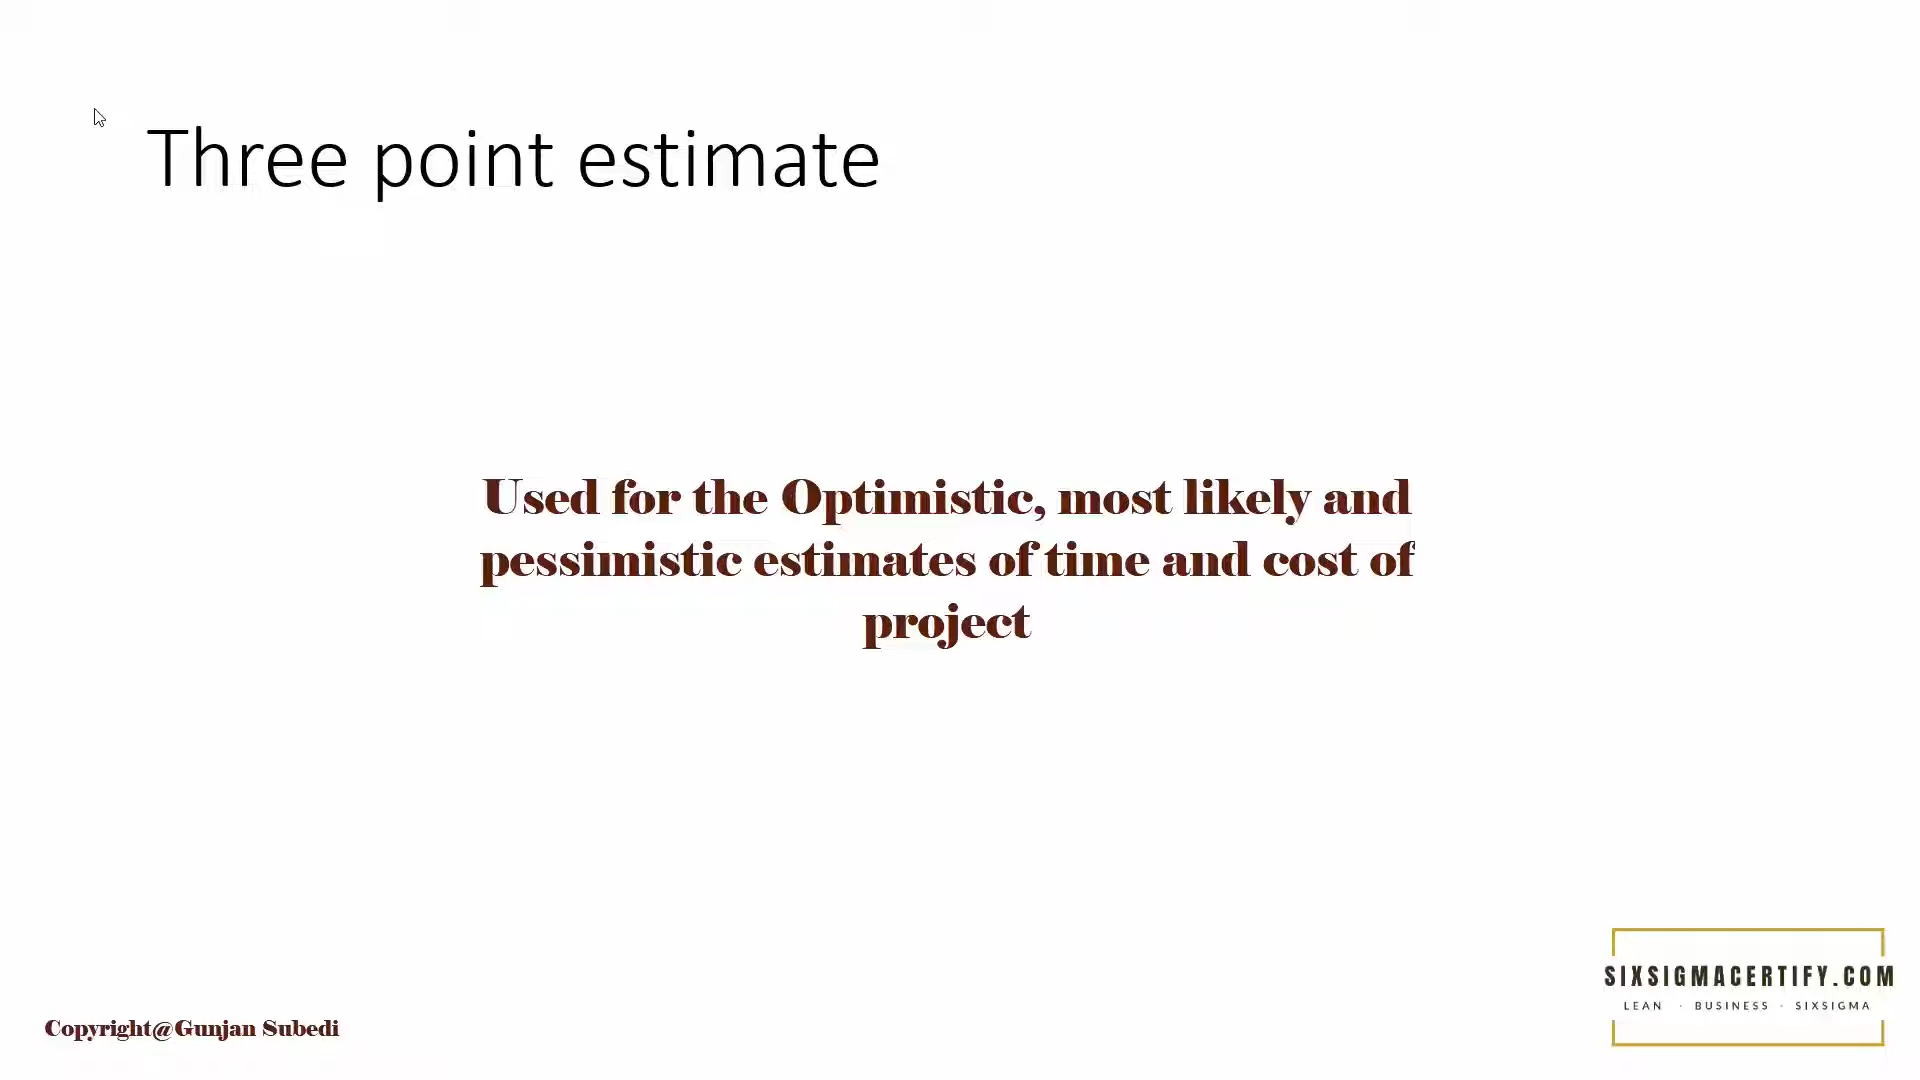 Three point estimate
Used for the Optimistic, most likely and
pessimistic estimates of time and cost of
project
SIXSIGMACERTIFY.COM
LEAN · BUSINESS · SIXSIGMA
Copyright@Gunjan Subedi